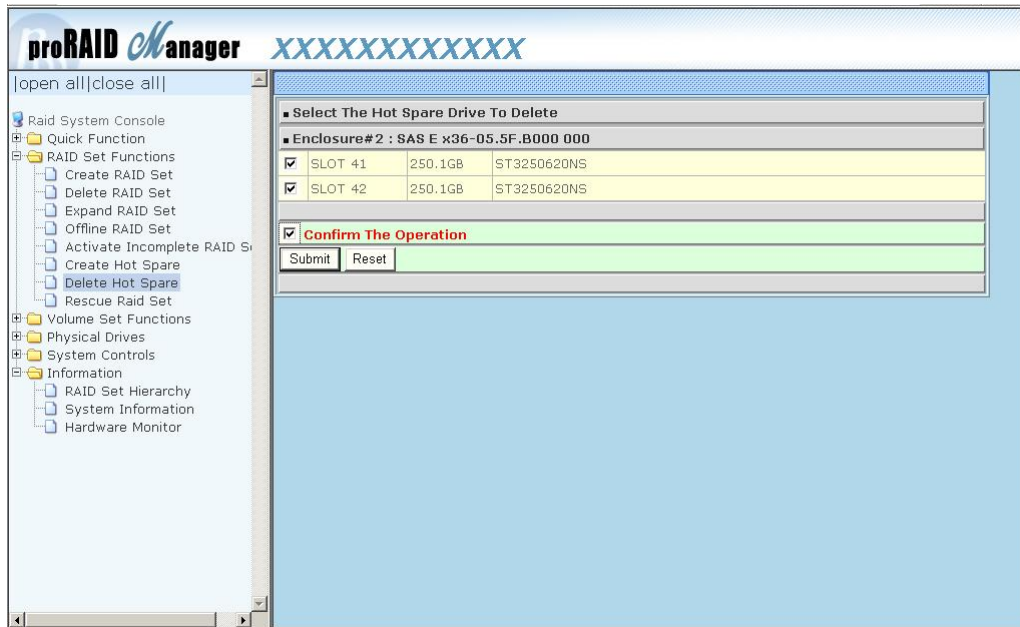 proRAID Manager XXXXXXXXXXXX
|open all|close all|
Raid System Console
Quick Function
RAID Set Functions
Create RAID Set
Delete RAID Set
Expand RAID Set
Offline RAID Set
Activate Incomplete RAID S
Create Hot Spare
Delete Hot Spare
Rescue Raid Set
Volume Set Functions
Physical Drives
System Controls
Information
RAID Set Hierarchy
System Information
Hardware Monitor
Select The Hot Spare Drive To Delete
Enclosure#2 : SAS E x36-05.5F.B000 000
SLOT 41 250.1GB ST3250620NS
SLOT 42 250.1GB ST3250620NS
Confirm The Operation
Submit Reset